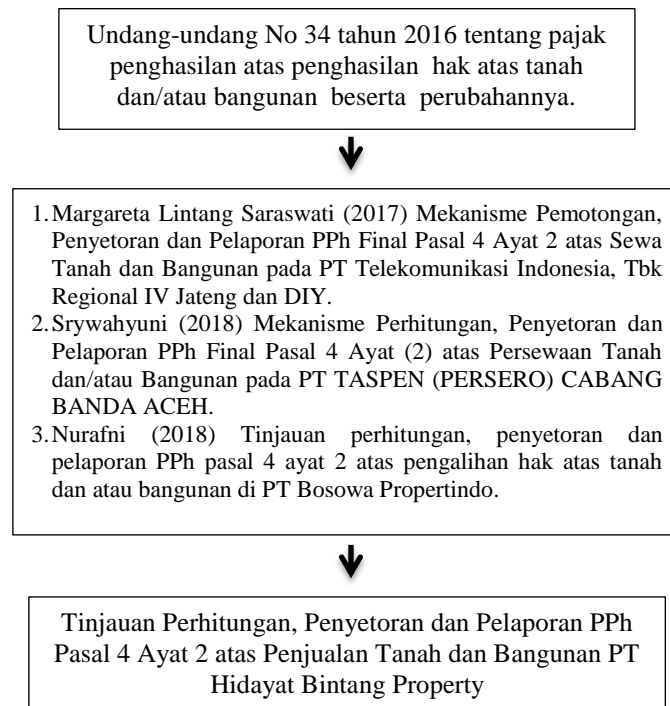 Undang-undang No 34 tahun 2016 tentang pajak
penghasilan atas penghasilan hak atas tanah
dan/atau bangunan beserta perubahannya.
1. Margareta Lintang Saraswati (2017) Mekanisme Pemotongan,
Penyetoran dan Pelaporan PPh Final Pasal 4 Ayat 2 atas Sewa
Tanah dan Bangunan pada PT Telekomunikasi Indonesia, Tbk
Regional IV Jateng dan DIY.
2. Srywahyuni (2018) Mekanisme Perhitungan, Penyetoran dan
Pelaporan PPh Final Pasal 4 Ayat (2) atas Persewaan Tanah
dan/atau Bangunan pada PT TASPEN (PERSERO) CABANG
BANDA ACEH.
3. Nurafni (2018) Tinjauan perhitungan, penyetoran dan
pelaporan PPh pasal 4 ayat 2 atas pengalihan hak atas tanah
dan atau bangunan di PT Bosowa Propertindo.
Tinjauan Perhitungan, Penyetoran dan Pelaporan PPh
Pasal 4 Ayat 2 atas Penjualan Tanah dan Bangunan PT
Hidayat Bintang Property